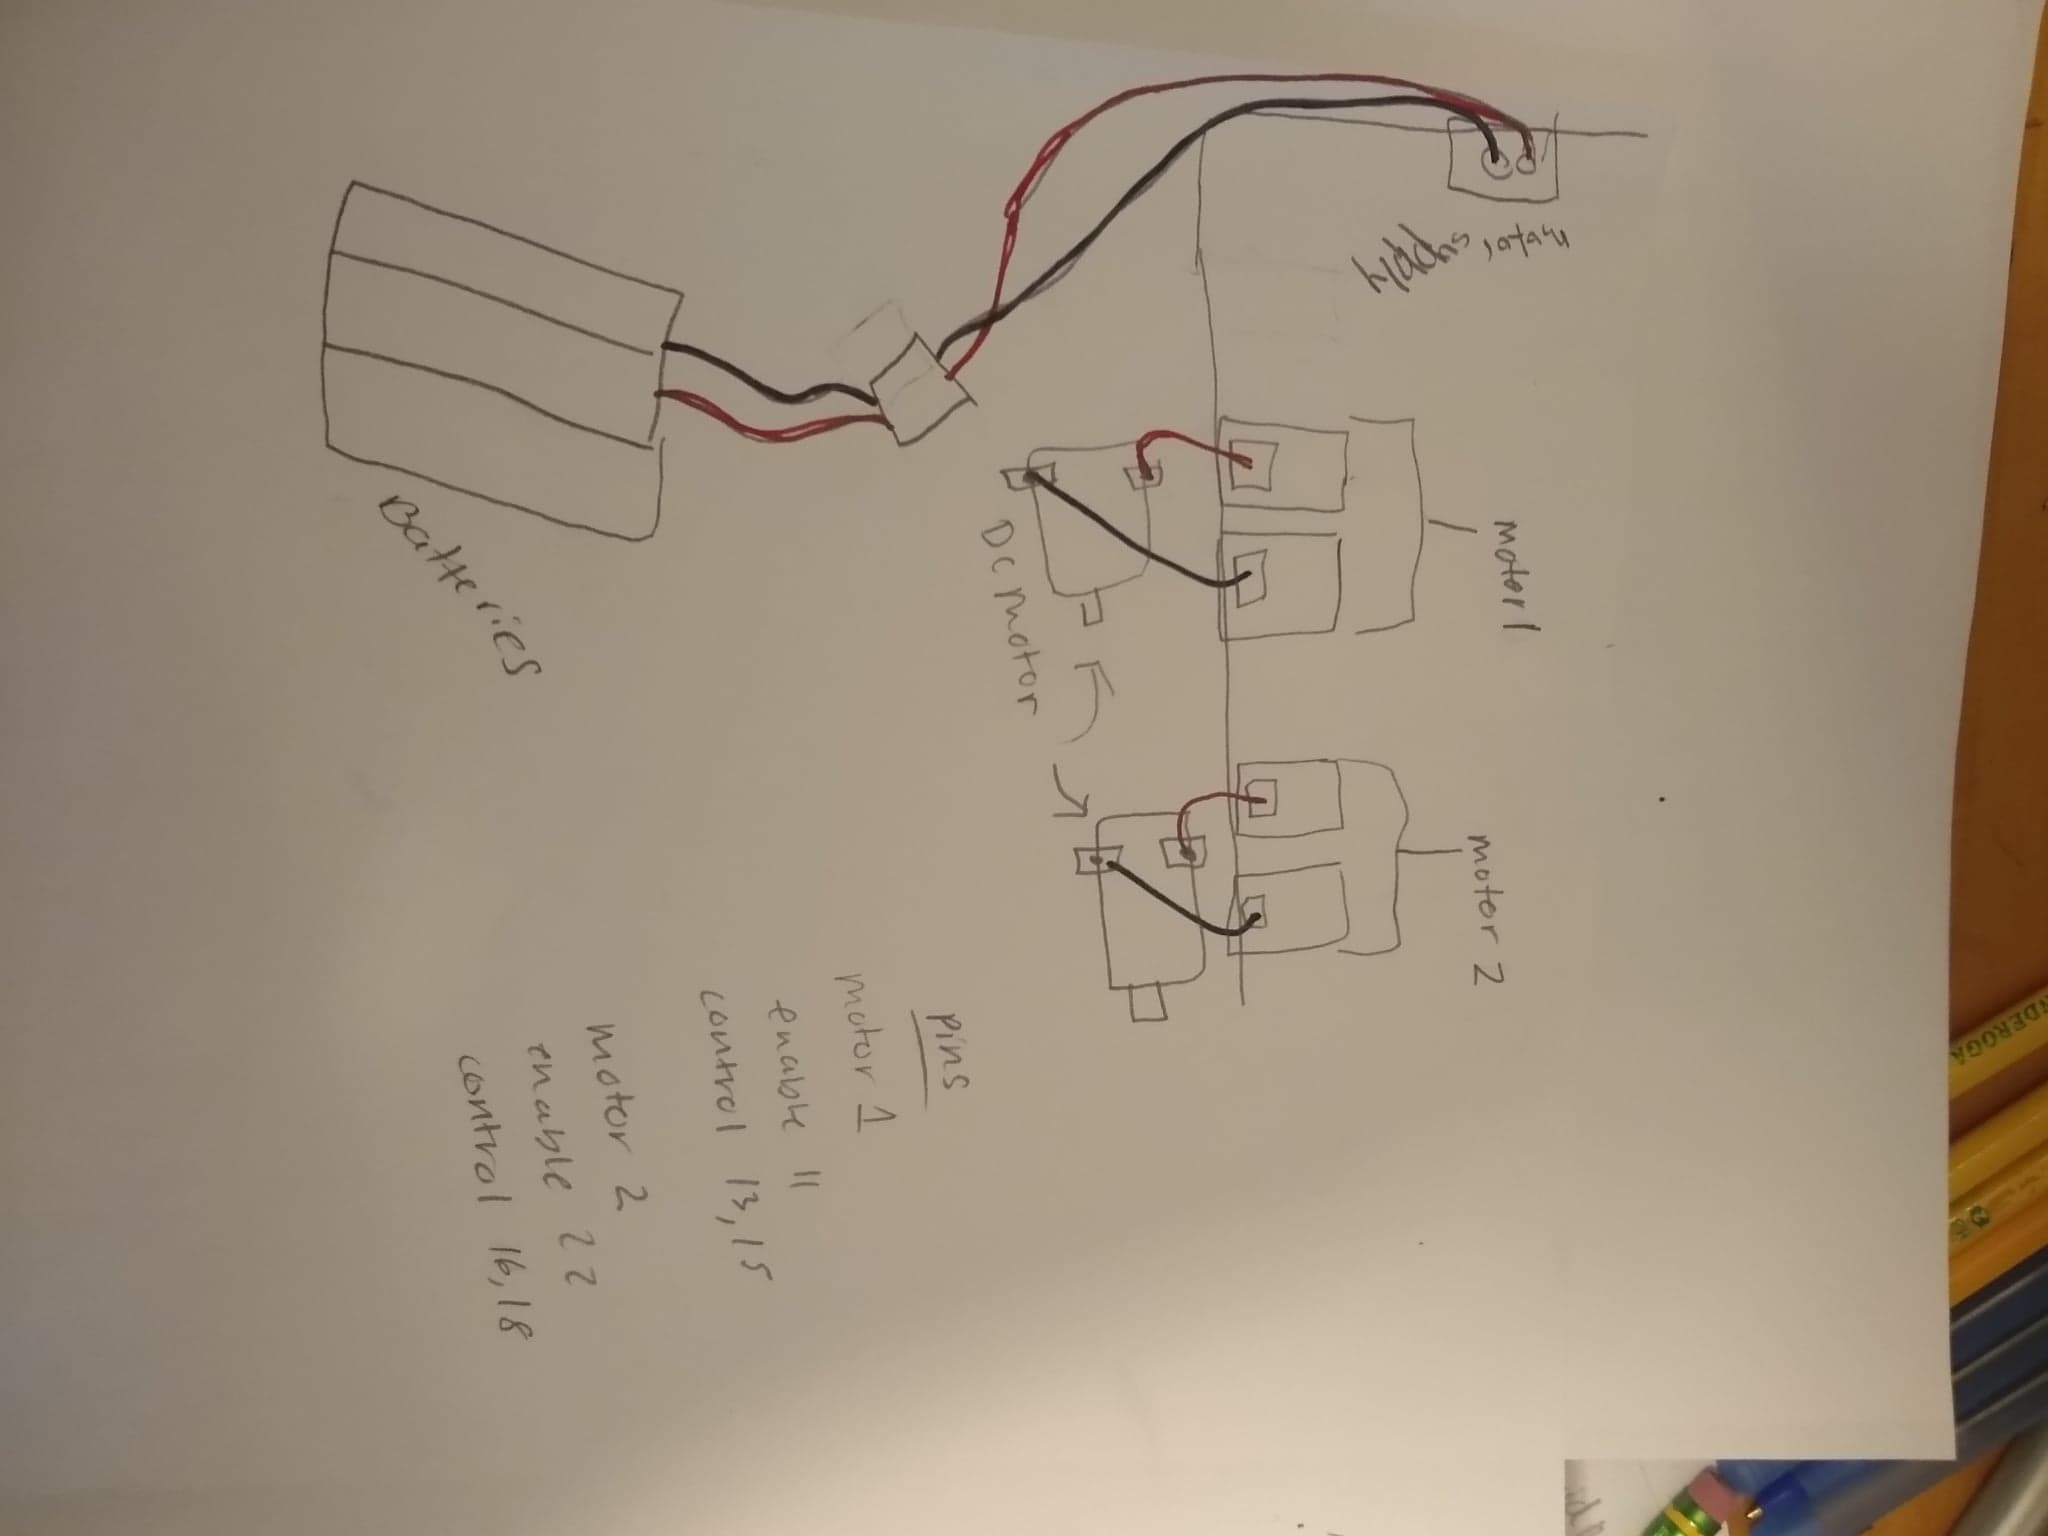 motor supply
motor 1
motor 2
DC motor
Batteries
Pins
motor 1
enable 11
control 13,15
motor 2
enable 22
control 16,18